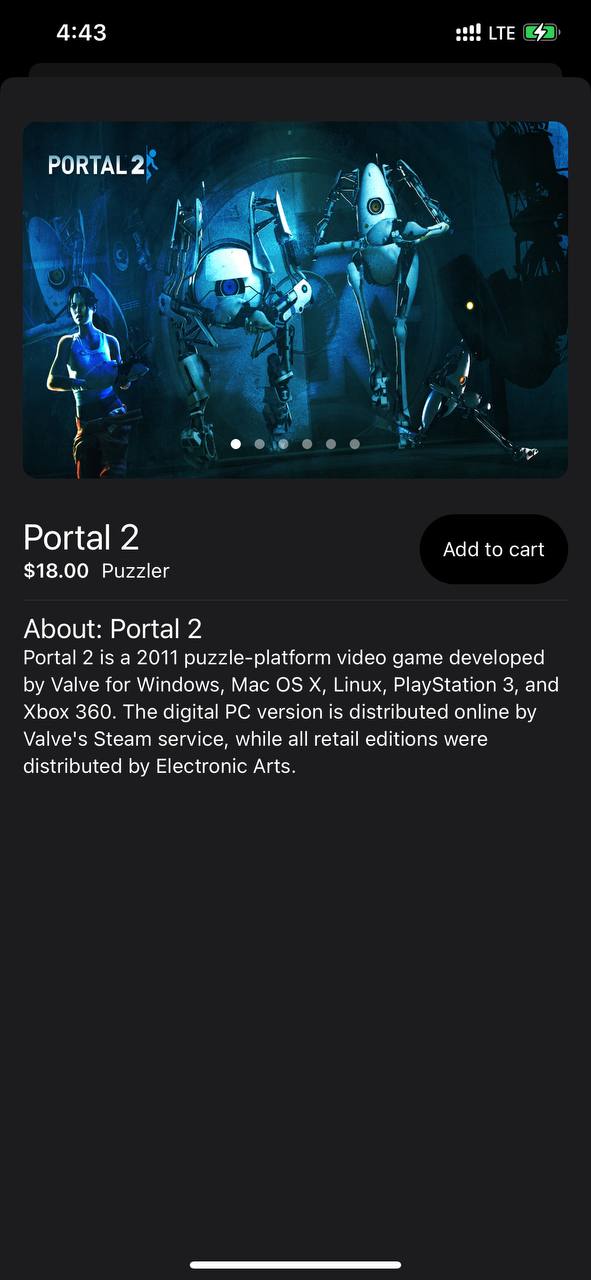 4:43 LTE
PORTAL 2
Portal 2
Add to cart
$18.00 Puzzler
About: Portal 2
Portal 2 is a 2011 puzzle-platform video game developed
by Valve for Windows, Mac OS X, Linux, PlayStation 3, and
Xbox 360. The digital PC version is distributed online by
Valve's Steam service, while all retail editions were
distributed by Electronic Arts.